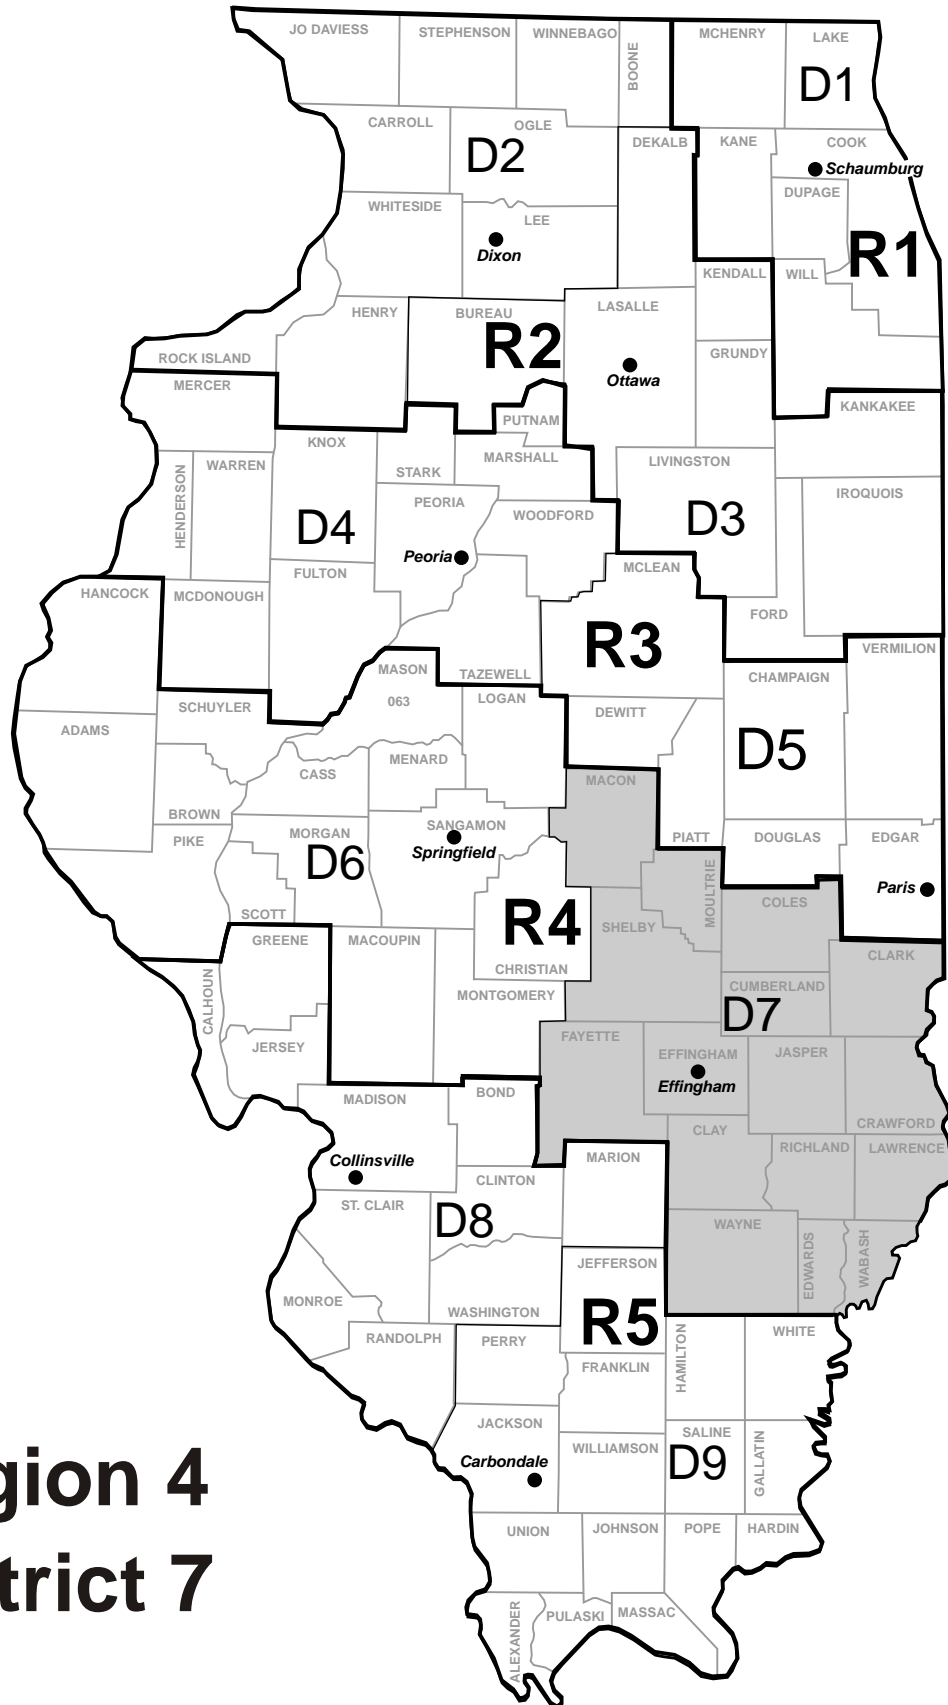 JO DAVIESS
STEPHENSON
WINNEBAGO
BOONE
MCHENRY
LAKE
D1
CARROLL
OGLE
D2
DEKALB
KANE
COOK
Schaumburg
DUPAGE
WHITESIDE
LEE
Dixon
R1
KENDALL
WILL
HENRY
BUREAU
R2
LASALLE
ROCK ISLAND
GRUNDY
Ottawa
MERCER
KANKAKEE
PUTNAM
KNOX
MARSHALL
STARK
WARREN
HENDERSON
LIVINGSTON
IROQUOIS
PEORIA
WOODFORD
D4
D3
Peoria
FULTON
MCLEAN
HANCOCK
MCDONOUGH
FORD
R3
VERMILION
MASON
TAZEWELL
CHAMPAIGN
063
LOGAN
SCHUYLER
DEWITT
ADAMS
D5
MENARD
CASS
MACON
BROWN
SANGAMON
MORGAN
PIKE
PIATT
DOUGLAS
EDGAR
Springfield
D6
MOULTRIE
Paris
COLES
SCOTT
SHELBY
R4
GREENE
MACOUPIN
CLARK
CHRISTIAN
CUMBERLAND
CALHOUN
MONTGOMERY
D7
FAYETTE
JERSEY
EFFINGHAM
JASPER
Effingham
BOND
MADISON
CLAY
CRAWFORD
RICHLAND
LAWRENCE
MARION
Collinsville
CLINTON
ST. CLAIR
D8
WAYNE
EDWARDS
WABASH
JEFFERSON
MONROE
WASHINGTON
R5
RANDOLPH
PERRY
HAMILTON
WHITE
FRANKLIN
JACKSON
SALINE
WILLIAMSON
GALLATIN
Carbondale
D9
gion 4
UNION
JOHNSON
POPE
HARDIN
trict 7
ALEXANDER
PULASKI
MASSAC